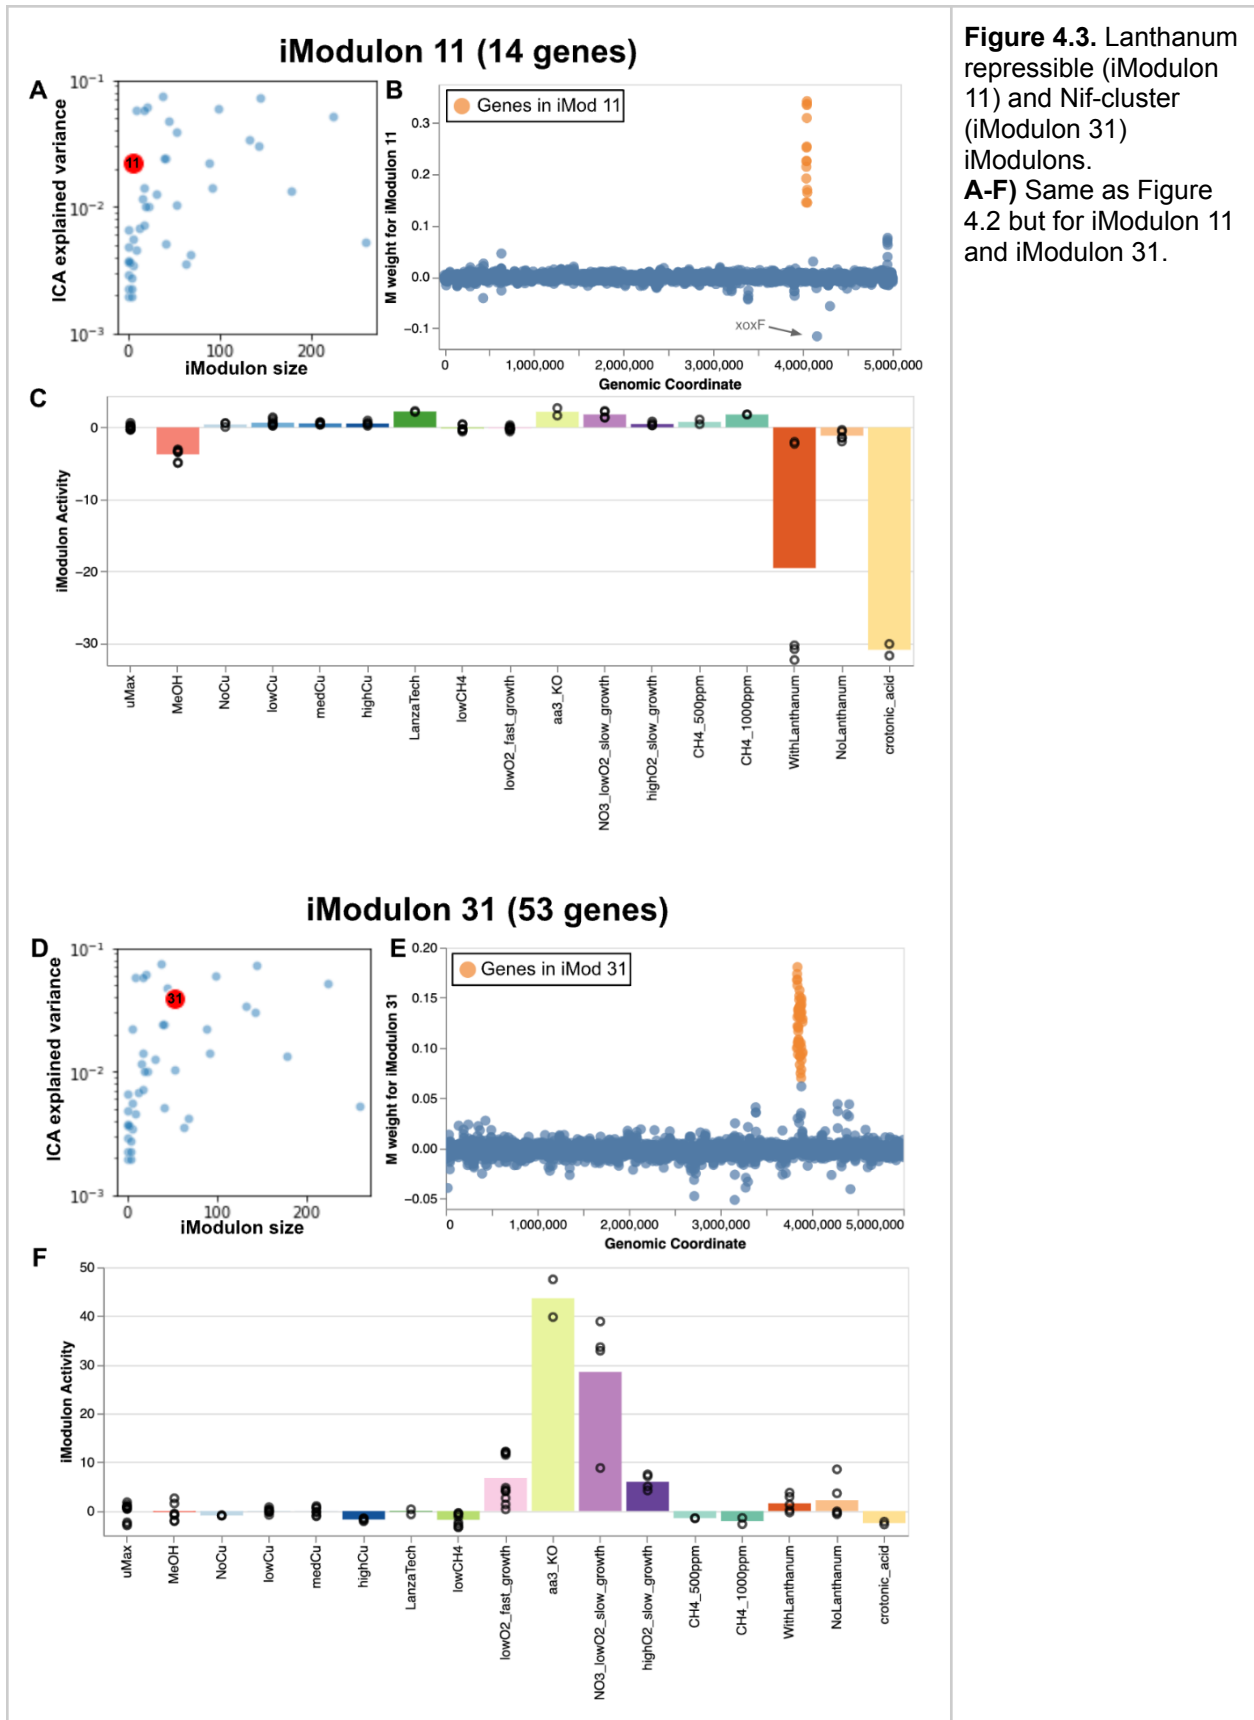 iModulon 11 (14 genes)
A
10⁻¹
10⁻²
10⁻³
ICA explained variance
11
0
100
200
iModulon size
B
Genes in iMod 11
M weight for iModulon 11
0.3
0.2
0.1
0.0
−0.1
xoxF
0
1,000,000
2,000,000
3,000,000
4,000,000
5,000,000
Genomic Coordinate
C
iModulon Activity
0
−10
−20
−30
uMax
MeOH
NoCu
lowCu
medCu
highCu
LanzaTech
lowCH4
lowO2_fast_growth
aa3_KO
NO3_lowO2_slow_growth
highO2_slow_growth
CH4_500ppm
CH4_1000ppm
WithLanthanum
NoLanthanum
crotonic_acid
iModulon 31 (53 genes)
D
10⁻¹
10⁻²
10⁻³
ICA explained variance
31
0
100
200
iModulon size
E
Genes in iMod 31
M weight for iModulon 31
0.20
0.15
0.10
0.05
0.00
−0.05
0
1,000,000
2,000,000
3,000,000
4,000,000
5,000,000
Genomic Coordinate
F
iModulon Activity
50
40
30
20
10
0
uMax
MeOH
NoCu
lowCu
medCu
highCu
LanzaTech
lowCH4
lowO2_fast_growth
aa3_KO
NO3_lowO2_slow_growth
highO2_slow_growth
CH4_500ppm
CH4_1000ppm
WithLanthanum
NoLanthanum
crotonic_acid
Figure 4.3. Lanthanum
repressible (iModulon
11) and Nif-cluster
(iModulon 31)
iModulons.
A-F) Same as Figure
4.2 but for iModulon 11
and iModulon 31.